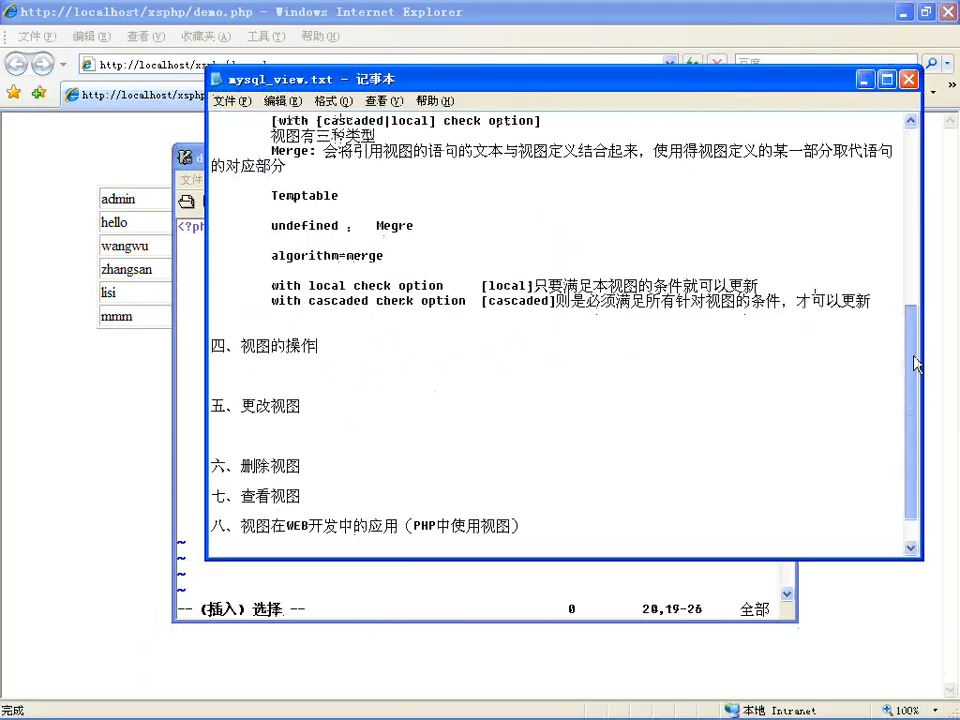 http://localhost/xsphp/demo.php - Windows Internet Explorer
文件(F) 编辑(E) 查看(V) 收藏夹(A) 工具(T) 帮助(H)
http://localhost/xs
百度
http://localhost/xsphp
mysql_view.txt - 记事本
文件(F) 编辑(E) 格式(O) 查看(V) 帮助(H)
[with [cascaded|local] check option]
视图有三种类型
Merge: 会将引用视图的语句的文本与视图定义结合起来,使用得视图定义的某一部分取代语句
的对应部分
Temptable
undefined : Megre
algorithm=merge
with local check option [local]只要满足本视图的条件就可以更新
with cascaded check option [cascaded]则是必须满足所有针对视图的条件,才可以更新
四、视图的操作
五、更改视图
六、删除视图
七、查看视图
八、视图在WEB开发中的应用(PHP中使用视图)
admin
hello
wangwu
zhangsan
lisi
mmm
d
文件
<?ph
~
~
~
~
-- (插入) 选择 -- 0 20,19-26 全部
完成 本地 Intranet 100%